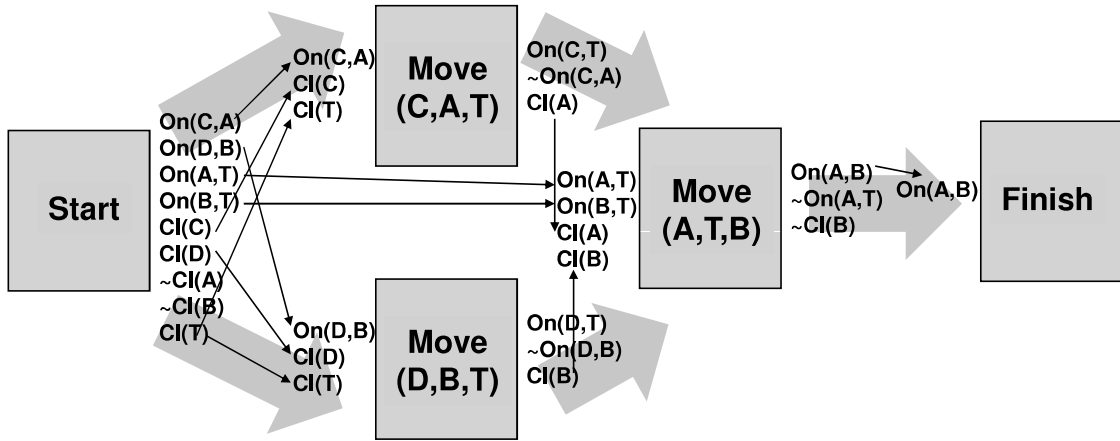 Start
On(C,A)
On(D,B)
On(A,T)
On(B,T)
Cl(C)
Cl(D)
~Cl(A)
~Cl(B)
Cl(T)
On(C,A)
Cl(C)
Cl(T)
Move
(C,A,T)
On(C,T)
~On(C,A)
Cl(A)
On(D,B)
Cl(D)
Cl(T)
Move
(D,B,T)
On(D,T)
~On(D,B)
Cl(B)
On(A,T)
On(B,T)
Cl(A)
Cl(B)
Move
(A,T,B)
On(A,B)
~On(A,T)
~Cl(B)
On(A,B)
Finish